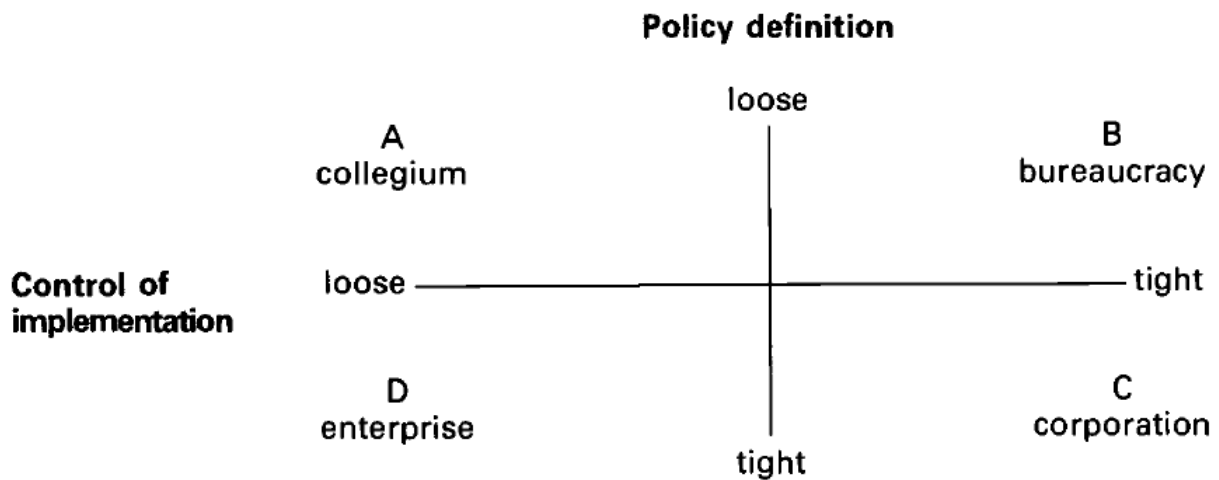 Policy definition
loose
A
collegium
B
bureaucracy
Control of
implementation
loose
tight
D
enterprise
C
corporation
tight